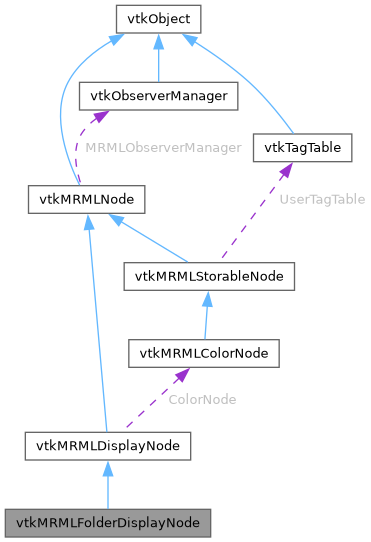 vtkObject
vtkObserverManager
MRMLObserverManager
vtkTagTable
vtkMRMLNode
UserTagTable
vtkMRMLStorableNode
vtkMRMLColorNode
ColorNode
vtkMRMLDisplayNode
vtkMRMLFolderDisplayNode